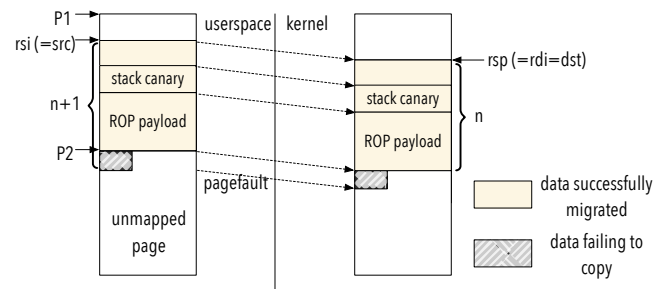 P1
userspace
kernel
rsi (=src)
rsp (=rdi=dst)
stack canary
stack canary
n+1
n
ROP payload
ROP payload
P2
pagefault
unmapped
page
data successfully
migrated
data failing to
copy